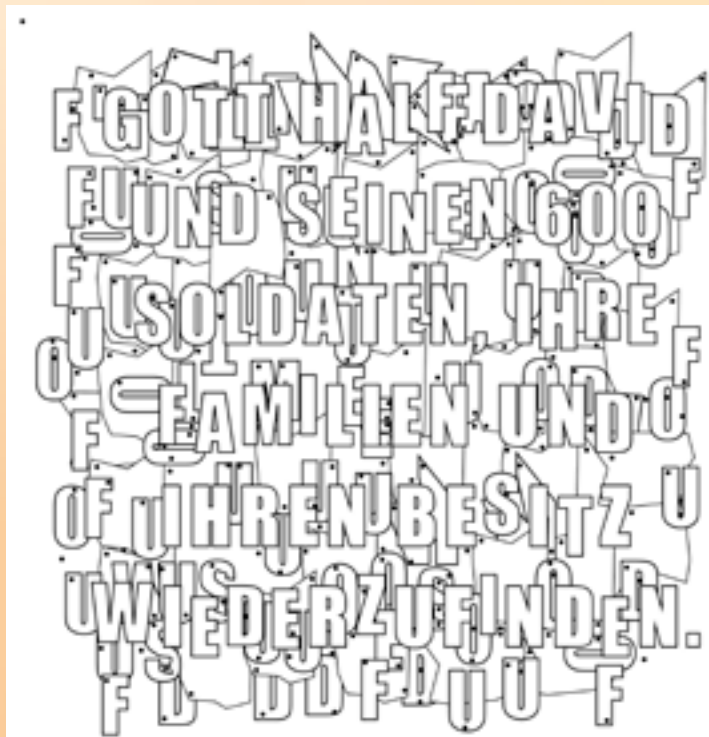 GOTT HALF DAVID
UND SEINEN 600
SOLDATEN, IHRE
FAMILIEN UND
IHREN BESITZ
WIEDERZUFINDEN.